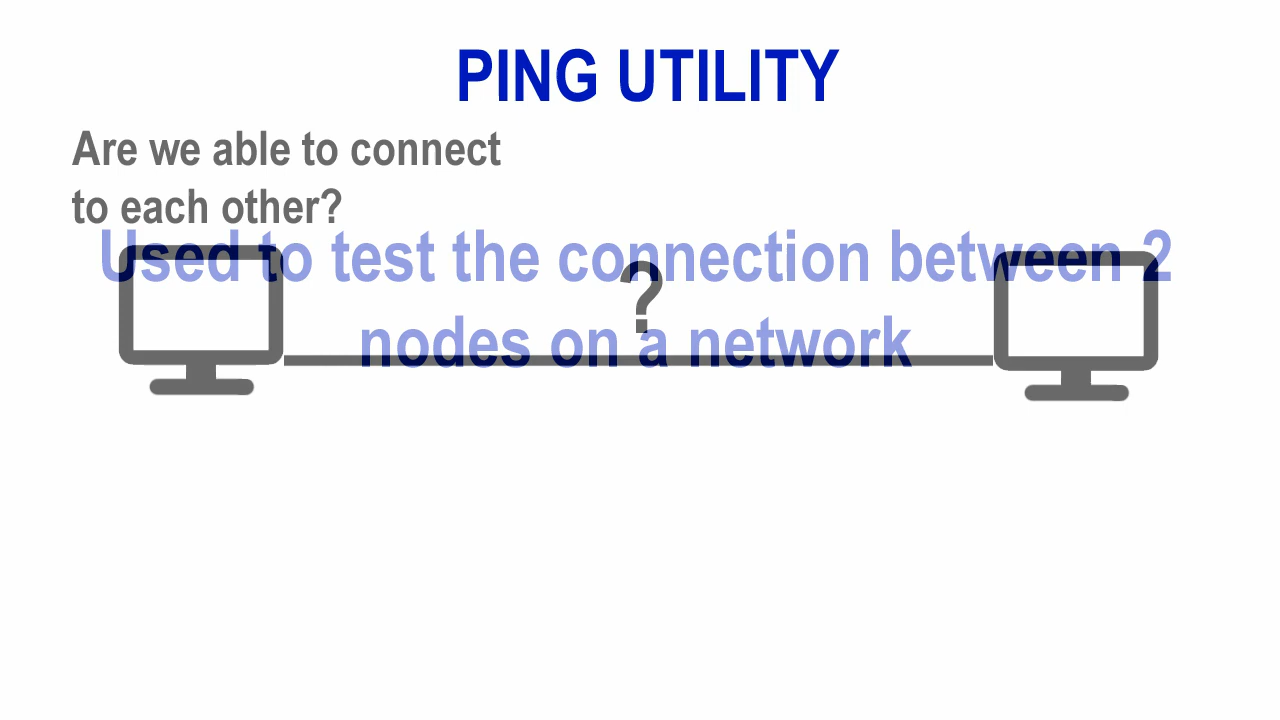 PING UTILITY
Are we able to connect
to each other?
Used to test the connection between 2
?
nodes on a network